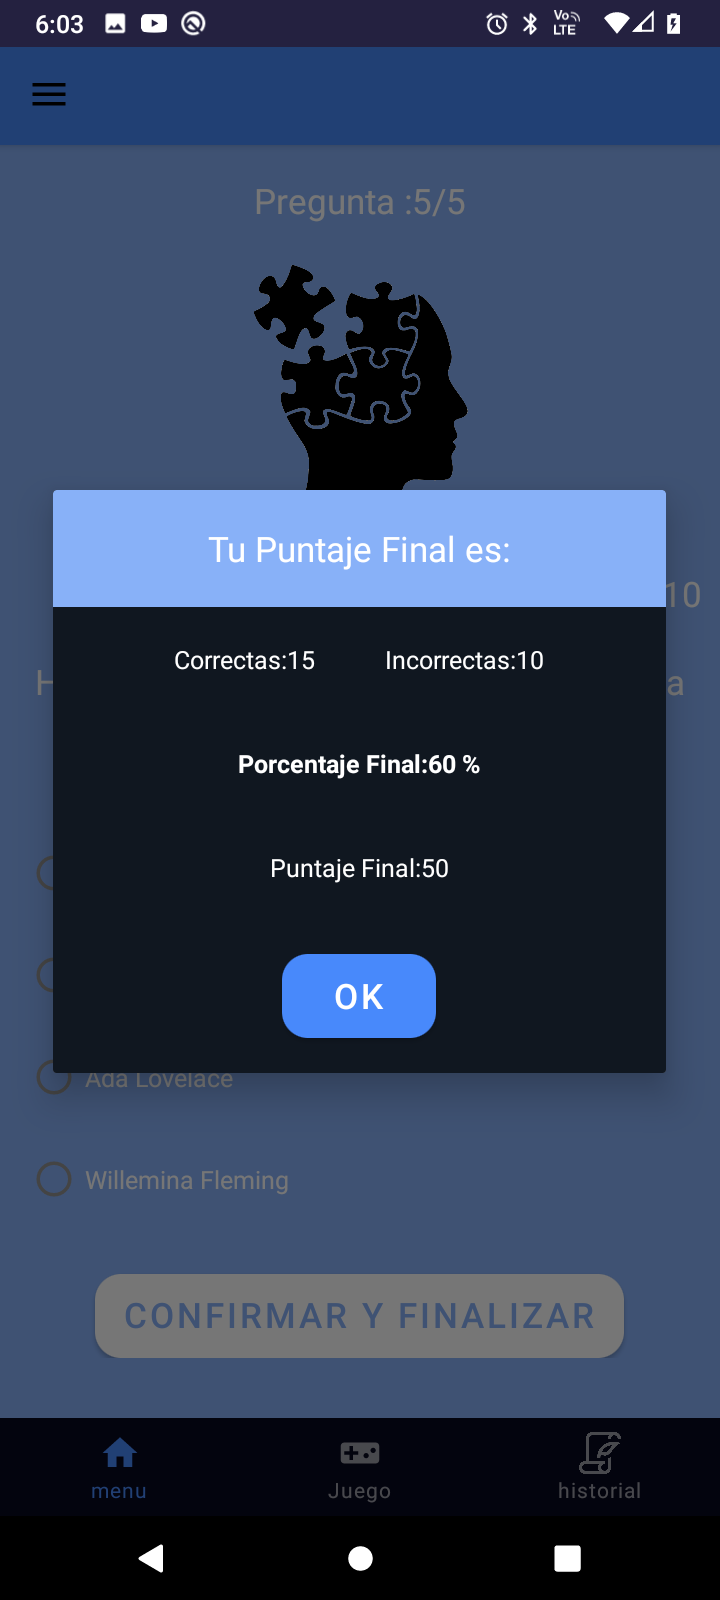 6:03
Vo
LTE
Pregunta :5/5
Tu Puntaje Final es:
10
Correctas:15 Incorrectas:10
H
a
Porcentaje Final:60 %
Puntaje Final:50
OK
Ada Lovelace
Willemina Fleming
CONFIRMAR Y FINALIZAR
menu Juego historial